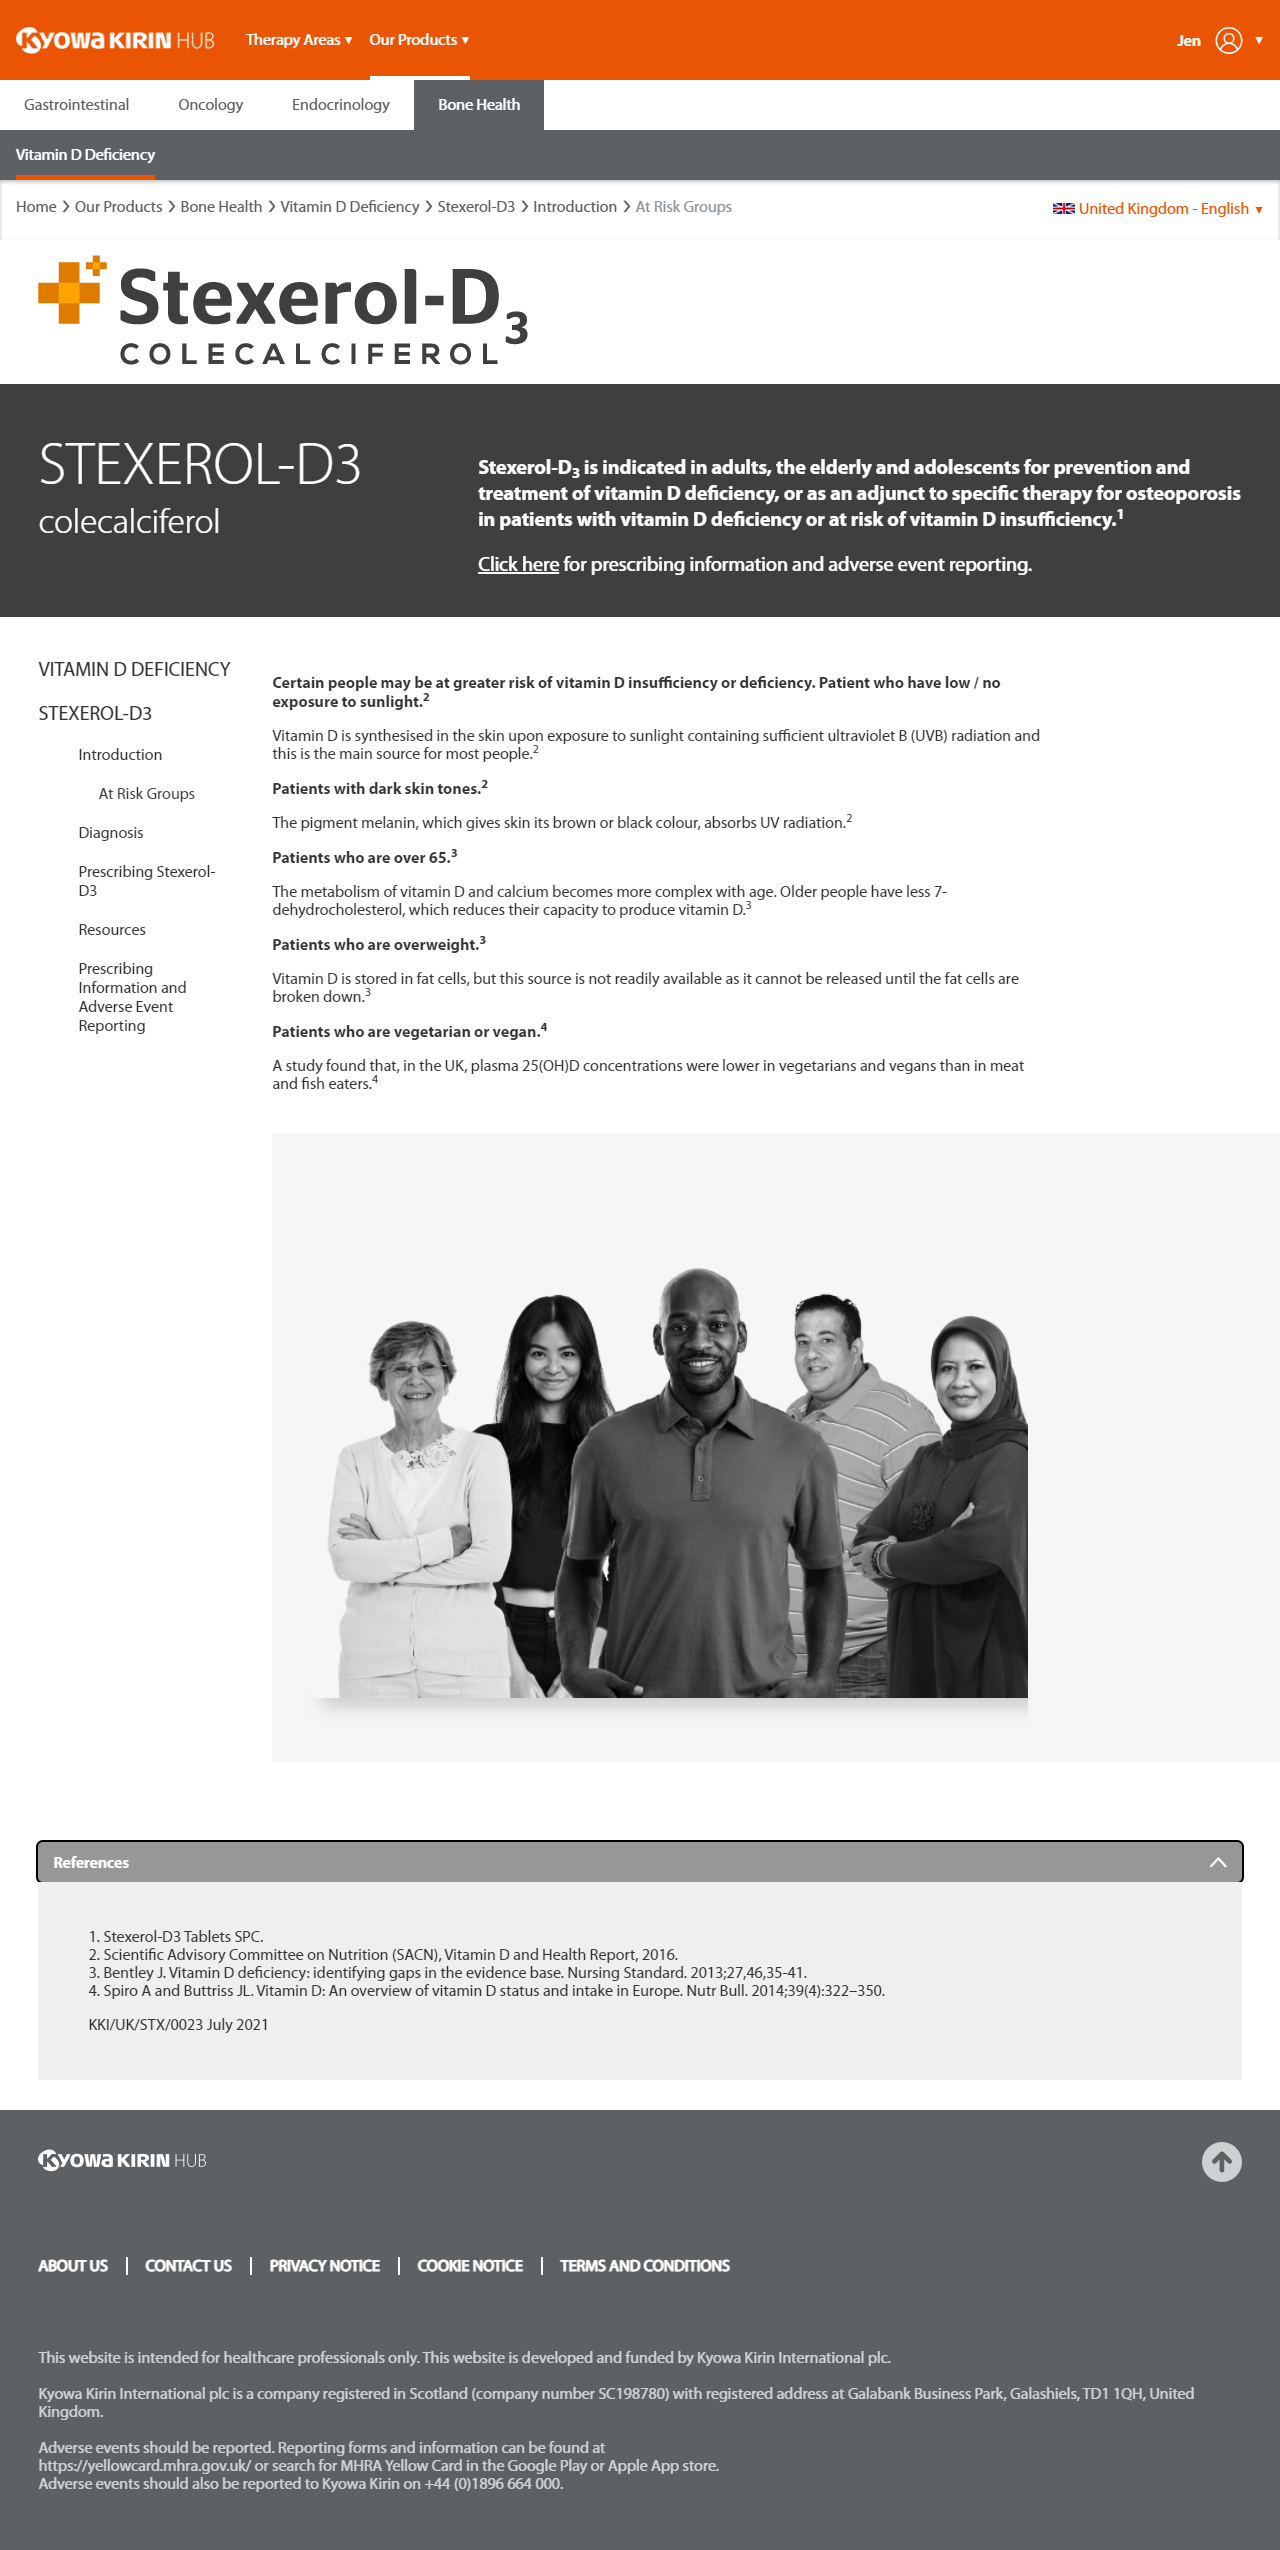 KYOWA KIRIN HUB
Therapy Areas ▼
Our Products ▼
Jen ▼
Gastrointestinal
Oncology
Endocrinology
Bone Health
Vitamin D Deficiency
Home > Our Products > Bone Health > Vitamin D Deficiency > Stexerol-D3 > Introduction > At Risk Groups
United Kingdom - English ▼
Stexerol-D3
COLECALCIFEROL
STEXEROL-D3
colecalciferol
Stexerol-D3 is indicated in adults, the elderly and adolescents for prevention and
treatment of vitamin D deficiency, or as an adjunct to specific therapy for osteoporosis
in patients with vitamin D deficiency or at risk of vitamin D insufficiency.1
Click here for prescribing information and adverse event reporting.
VITAMIN D DEFICIENCY
STEXEROL-D3
Introduction
At Risk Groups
Diagnosis
Prescribing Stexerol-
D3
Resources
Prescribing
Information and
Adverse Event
Reporting
Certain people may be at greater risk of vitamin D insufficiency or deficiency. Patient who have low / no
exposure to sunlight.2
Vitamin D is synthesised in the skin upon exposure to sunlight containing sufficient ultraviolet B (UVB) radiation and
this is the main source for most people.2
Patients with dark skin tones.2
The pigment melanin, which gives skin its brown or black colour, absorbs UV radiation.2
Patients who are over 65.3
The metabolism of vitamin D and calcium becomes more complex with age. Older people have less 7-
dehydrocholesterol, which reduces their capacity to produce vitamin D.3
Patients who are overweight.3
Vitamin D is stored in fat cells, but this source is not readily available as it cannot be released until the fat cells are
broken down.3
Patients who are vegetarian or vegan.4
A study found that, in the UK, plasma 25(OH)D concentrations were lower in vegetarians and vegans than in meat
and fish eaters.4
References
1. Stexerol-D3 Tablets SPC.
2. Scientific Advisory Committee on Nutrition (SACN), Vitamin D and Health Report, 2016.
3. Bentley J. Vitamin D deficiency: identifying gaps in the evidence base. Nursing Standard. 2013;27,46,35-41.
4. Spiro A and Buttriss JL. Vitamin D: An overview of vitamin D status and intake in Europe. Nutr Bull. 2014;39(4):322–350.
KKI/UK/STX/0023 July 2021
KYOWA KIRIN HUB
ABOUT US | CONTACT US | PRIVACY NOTICE | COOKIE NOTICE | TERMS AND CONDITIONS
This website is intended for healthcare professionals only. This website is developed and funded by Kyowa Kirin International plc.
Kyowa Kirin International plc is a company registered in Scotland (company number SC198780) with registered address at Galabank Business Park, Galashiels, TD1 1QH, United
Kingdom.
Adverse events should be reported. Reporting forms and information can be found at
https://yellowcard.mhra.gov.uk/ or search for MHRA Yellow Card in the Google Play or Apple App store.
Adverse events should also be reported to Kyowa Kirin on +44 (0)1896 664 000.